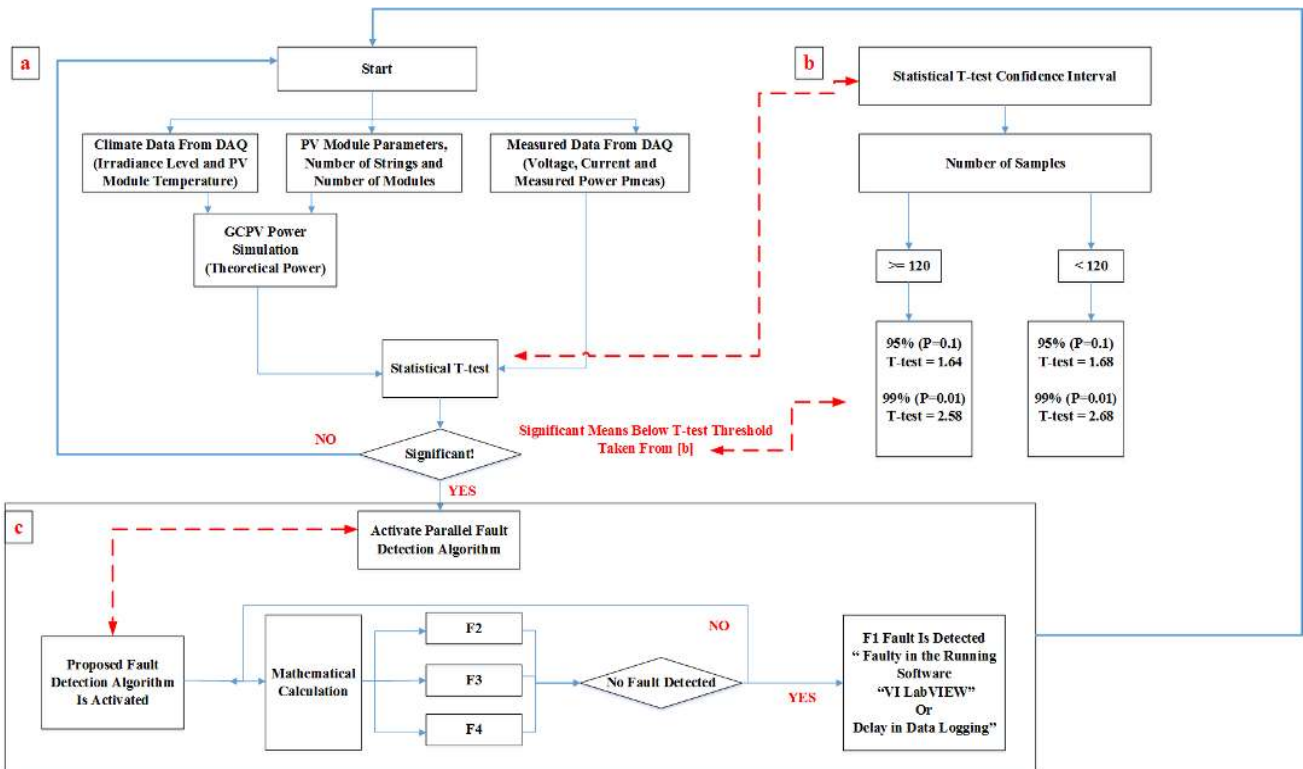 a
Start
Climate Data From DAQ
(Irradiance Level and PV
Module Temperature)
PV Module Parameters,
Number of Strings and
Number of Modules
Measured Data From DAQ
(Voltage, Current and
Measured Power Pmeas)
GCPV Power
Simulation
(Theoretical Power)
Statistical T-test
Significant!
NO
YES
Significant Means Below T-test Threshold
Taken From [b]
b
Statistical T-test Confidence Interval
Number of Samples
>= 120
< 120
95% (P=0.1)
T-test = 1.64
99% (P=0.01)
T-test = 2.58
95% (P=0.1)
T-test = 1.68
99% (P=0.01)
T-test = 2.68
c
Activate Parallel Fault
Detection Algorithm
Proposed Fault
Detection Algorithm
Is Activated
Mathematical
Calculation
F2
F3
F4
No Fault Detected
NO
YES
F1 Fault Is Detected
“ Faulty in the Running
Software
“VI LabVIEW”
Or
Delay in Data Logging”